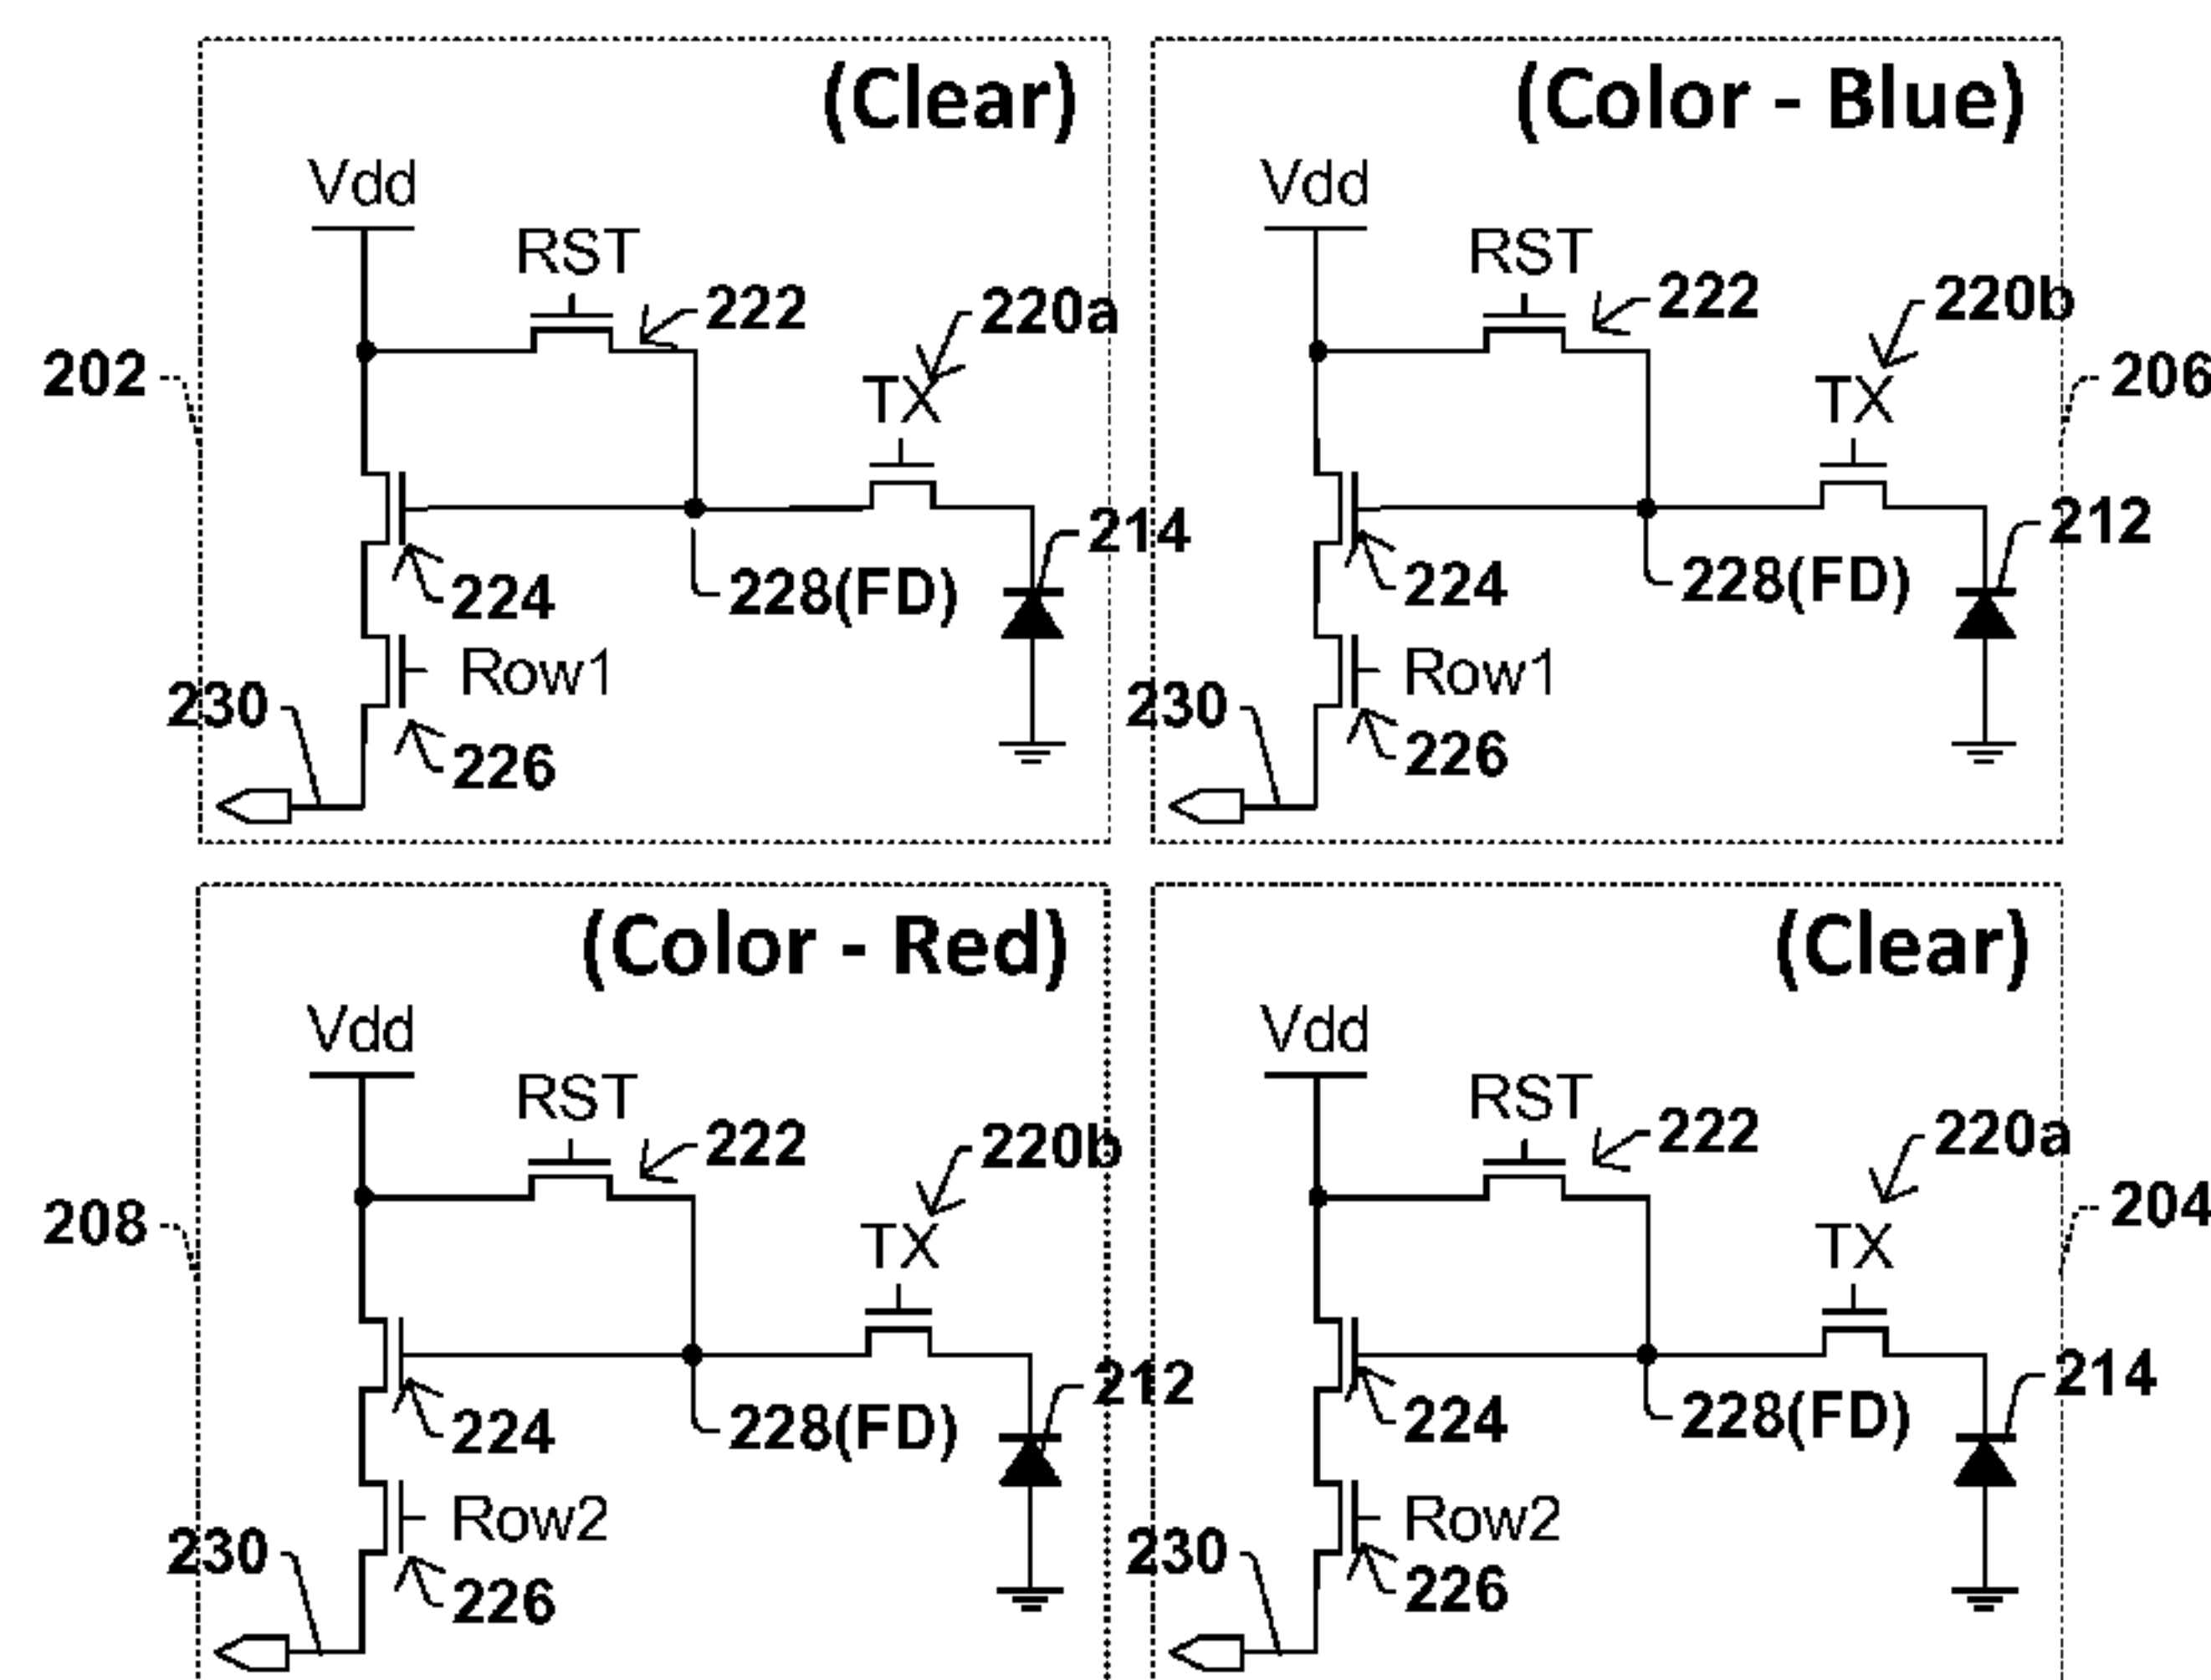 (Clear)
Vdd
RST
222
220a
202
TX
214
224
228(FD)
Row1
230
226
(Color - Blue)
Vdd
RST
222
220b
206
TX
212
224
228(FD)
Row1
230
226
(Color - Red)
Vdd
RST
222
220b
208
TX
212
224
228(FD)
Row2
230
226
(Clear)
Vdd
RST
222
220a
204
TX
214
224
228(FD)
Row2
230
226